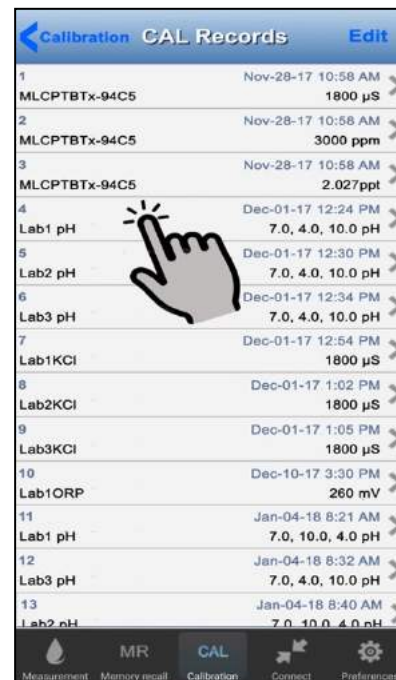 Calibration CAL Records Edit
1 Nov-28-17 10:58 AM
MLCPTBTx-94C5 1800 µS
2 Nov-28-17 10:58 AM
MLCPTBTx-94C5 3000 ppm
3 Nov-28-17 10:58 AM
MLCPTBTx-94C5 2.027ppt
4 Dec-01-17 12:24 PM
Lab1 pH 7.0, 4.0, 10.0 pH
5 Dec-01-17 12:30 PM
Lab2 pH 7.0, 4.0, 10.0 pH
6 Dec-01-17 12:34 PM
Lab3 pH 7.0, 4.0, 10.0 pH
7 Dec-01-17 12:54 PM
Lab1KCl 1800 µS
8 Dec-01-17 1:02 PM
Lab2KCl 1800 µS
9 Dec-01-17 1:05 PM
Lab3KCl 1800 µS
10 Dec-10-17 3:30 PM
Lab1ORP 260 mV
11 Jan-04-18 8:21 AM
Lab1 pH 7.0, 10.0, 4.0 pH
12 Jan-04-18 8:32 AM
Lab3 pH 7.0, 4.0, 10.0 pH
13 Jan-04-18 8:40 AM
Lab2 pH 7.0, 10.0, 4.0 pH
MR CAL
Measurement Memory recall Calibration Connect Preferences